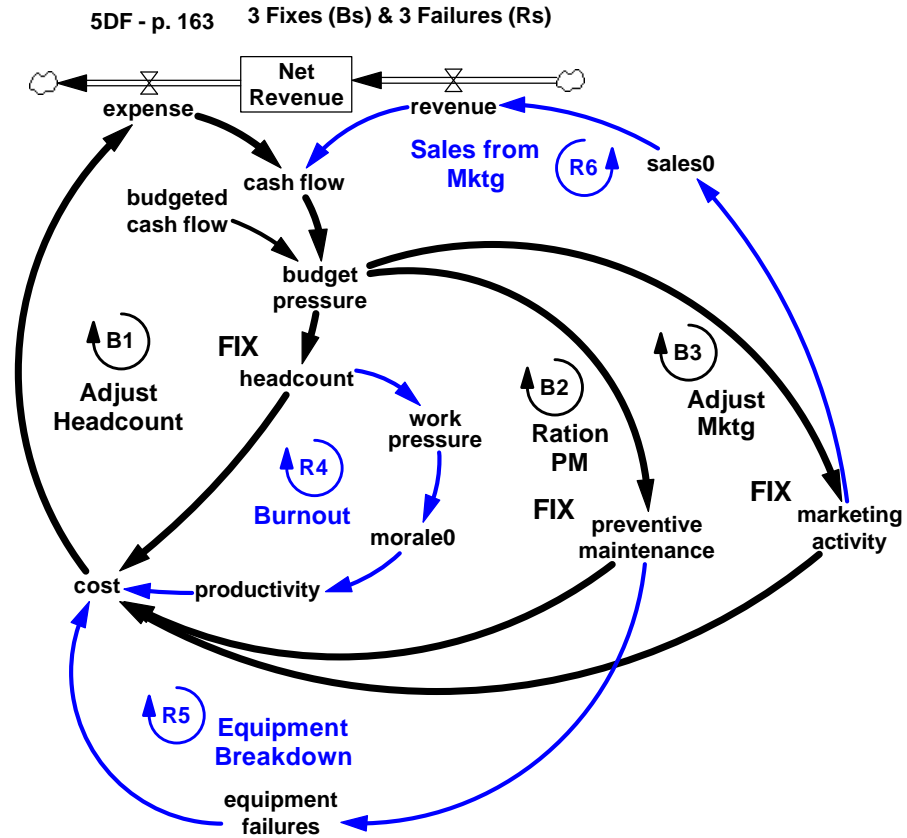 5DF - p. 163
3 Fixes (Bs) & 3 Failures (Rs)
Net
Revenue
expense
revenue
Sales from
Mktg
R6
sales0
cash flow
budgeted
cash flow
budget
pressure
B1
Adjust
Headcount
FIX
headcount
work
pressure
R4
Burnout
B2
Ration
PM
B3
Adjust
Mktg
FIX
preventive
maintenance
FIX
marketing
activity
morale0
productivity
cost
R5
Equipment
Breakdown
equipment
failures